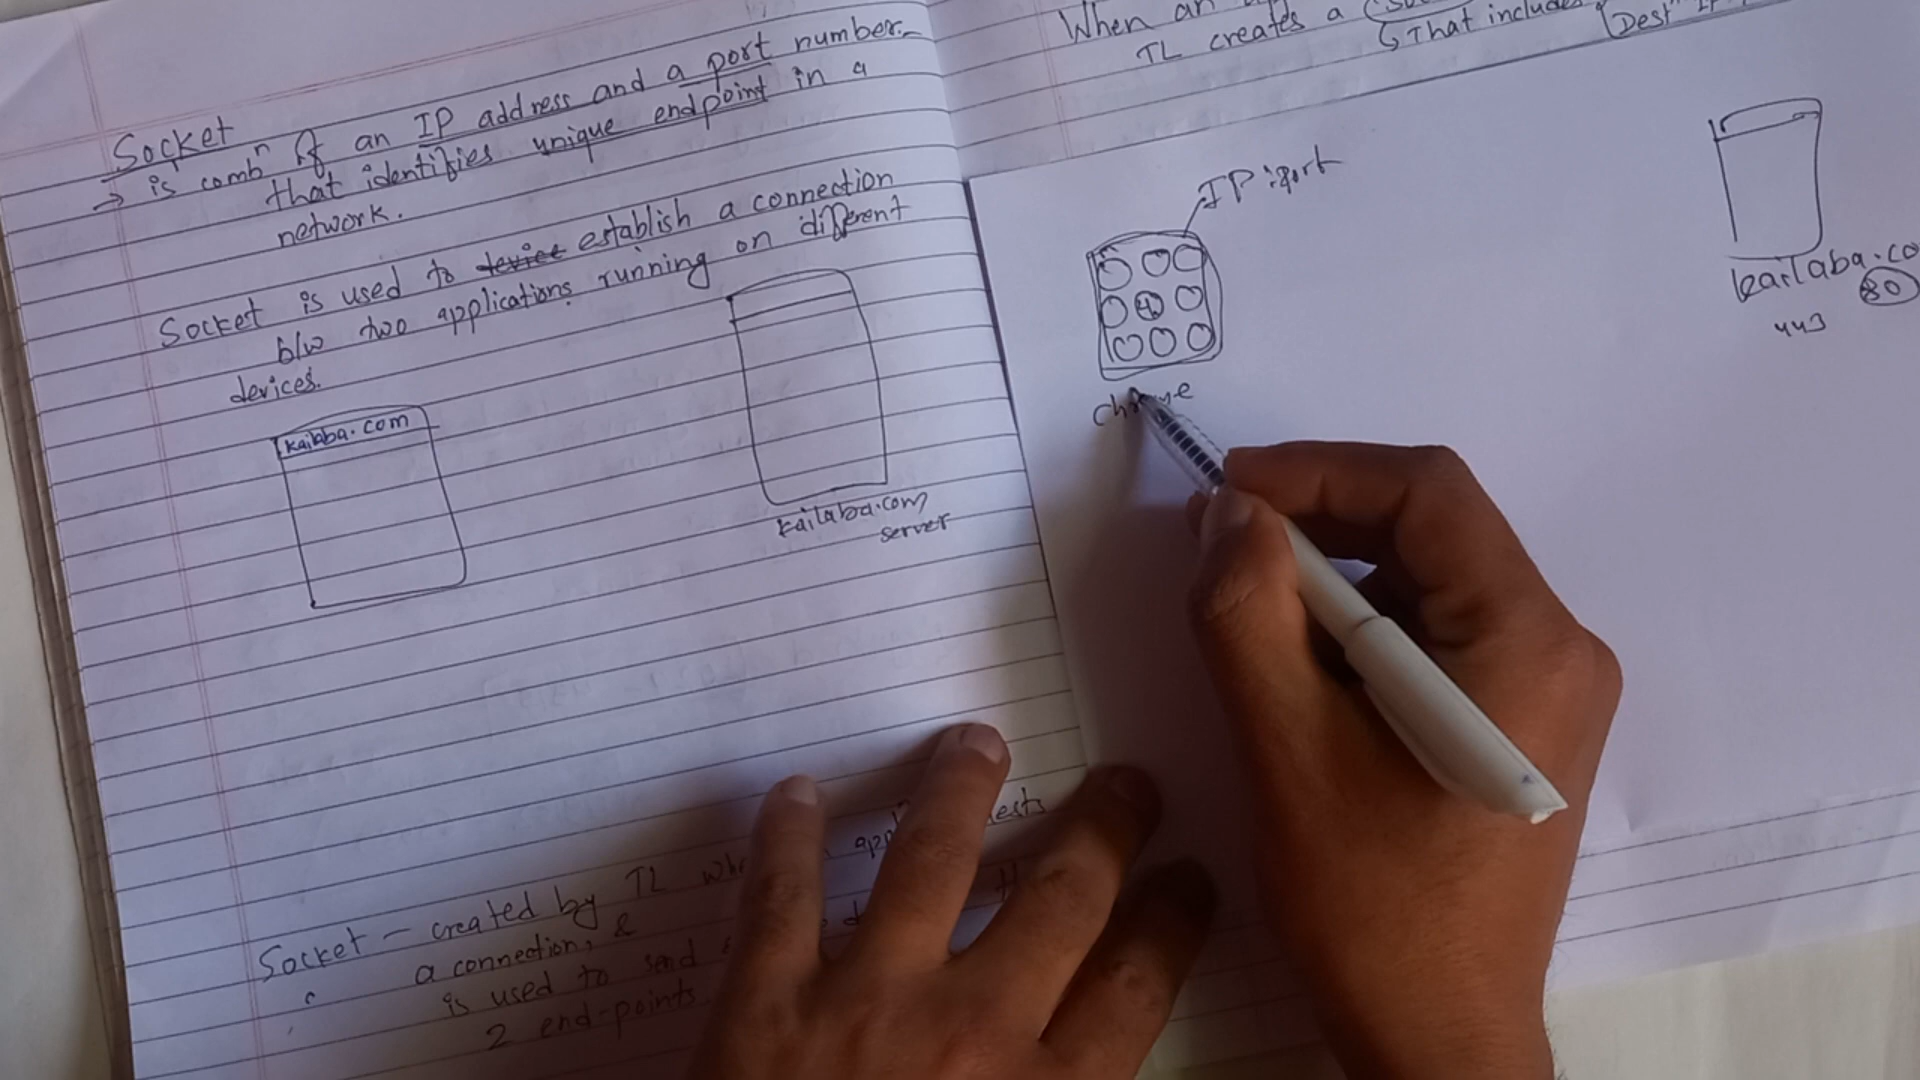 Socket
→ is combⁿ of an IP address and a port number.
that identifies unique endpoint in a
network.
Socket is used to device establish a connection
b/w two applications running on different
devices.
kailaba.com
kailaba.com
server
Socket — created by TL
a connection, &
is used to send
2 end-points.
When an
TL creates a
↳ That includes
IP : port
chrome
kailaba.co
80
443